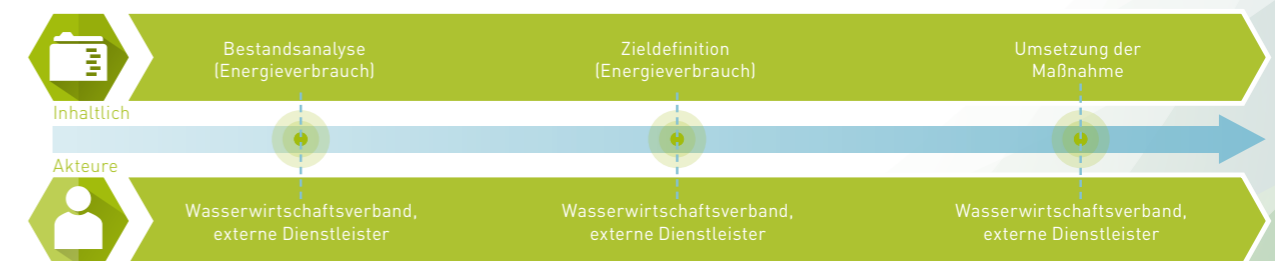 Bestandsanalyse
(Energieverbrauch)
Zieldefinition
(Energieverbrauch)
Umsetzung der
Maßnahme
Inhaltlich
Akteure
Wasserwirtschaftsverband,
externe Dienstleister
Wasserwirtschaftsverband,
externe Dienstleister
Wasserwirtschaftsverband,
externe Dienstleister